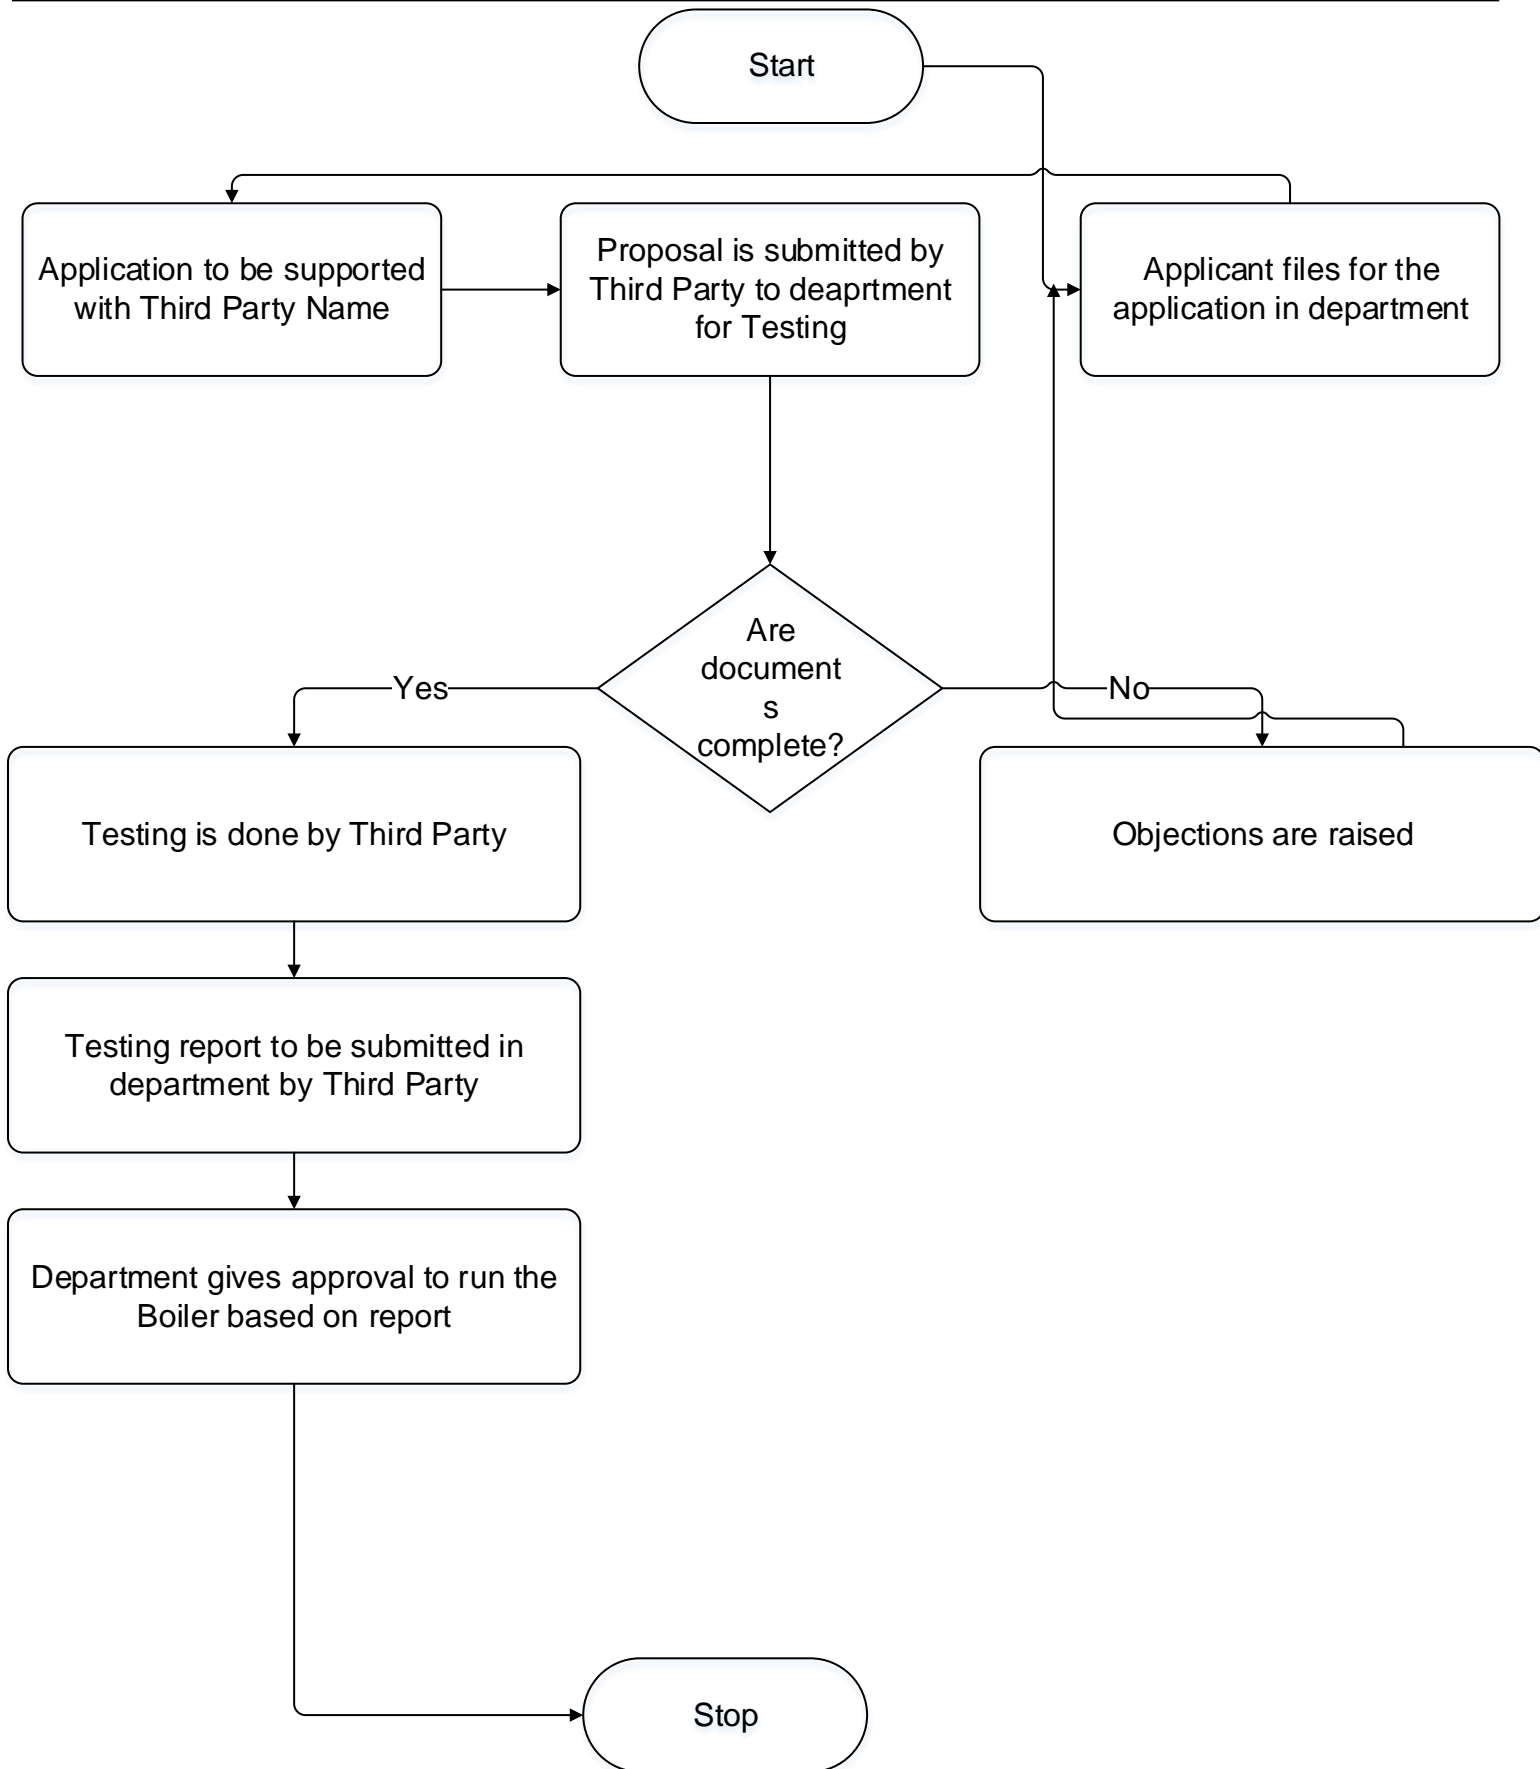 Start
Application to be supported
with Third Party Name
Proposal is submitted by
Third Party to deaprtment
for Testing
Applicant files for the
application in department
Are
document
s
complete?
Yes
No
Testing is done by Third Party
Objections are raised
Testing report to be submitted in
department by Third Party
Department gives approval to run the
Boiler based on report
Stop